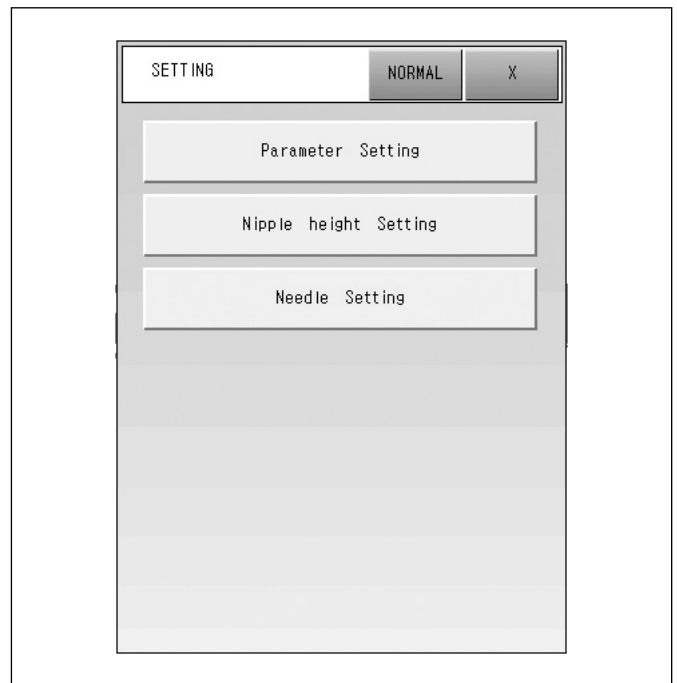 SETTING NORMAL X
Parameter Setting
Nipple height Setting
Needle Setting